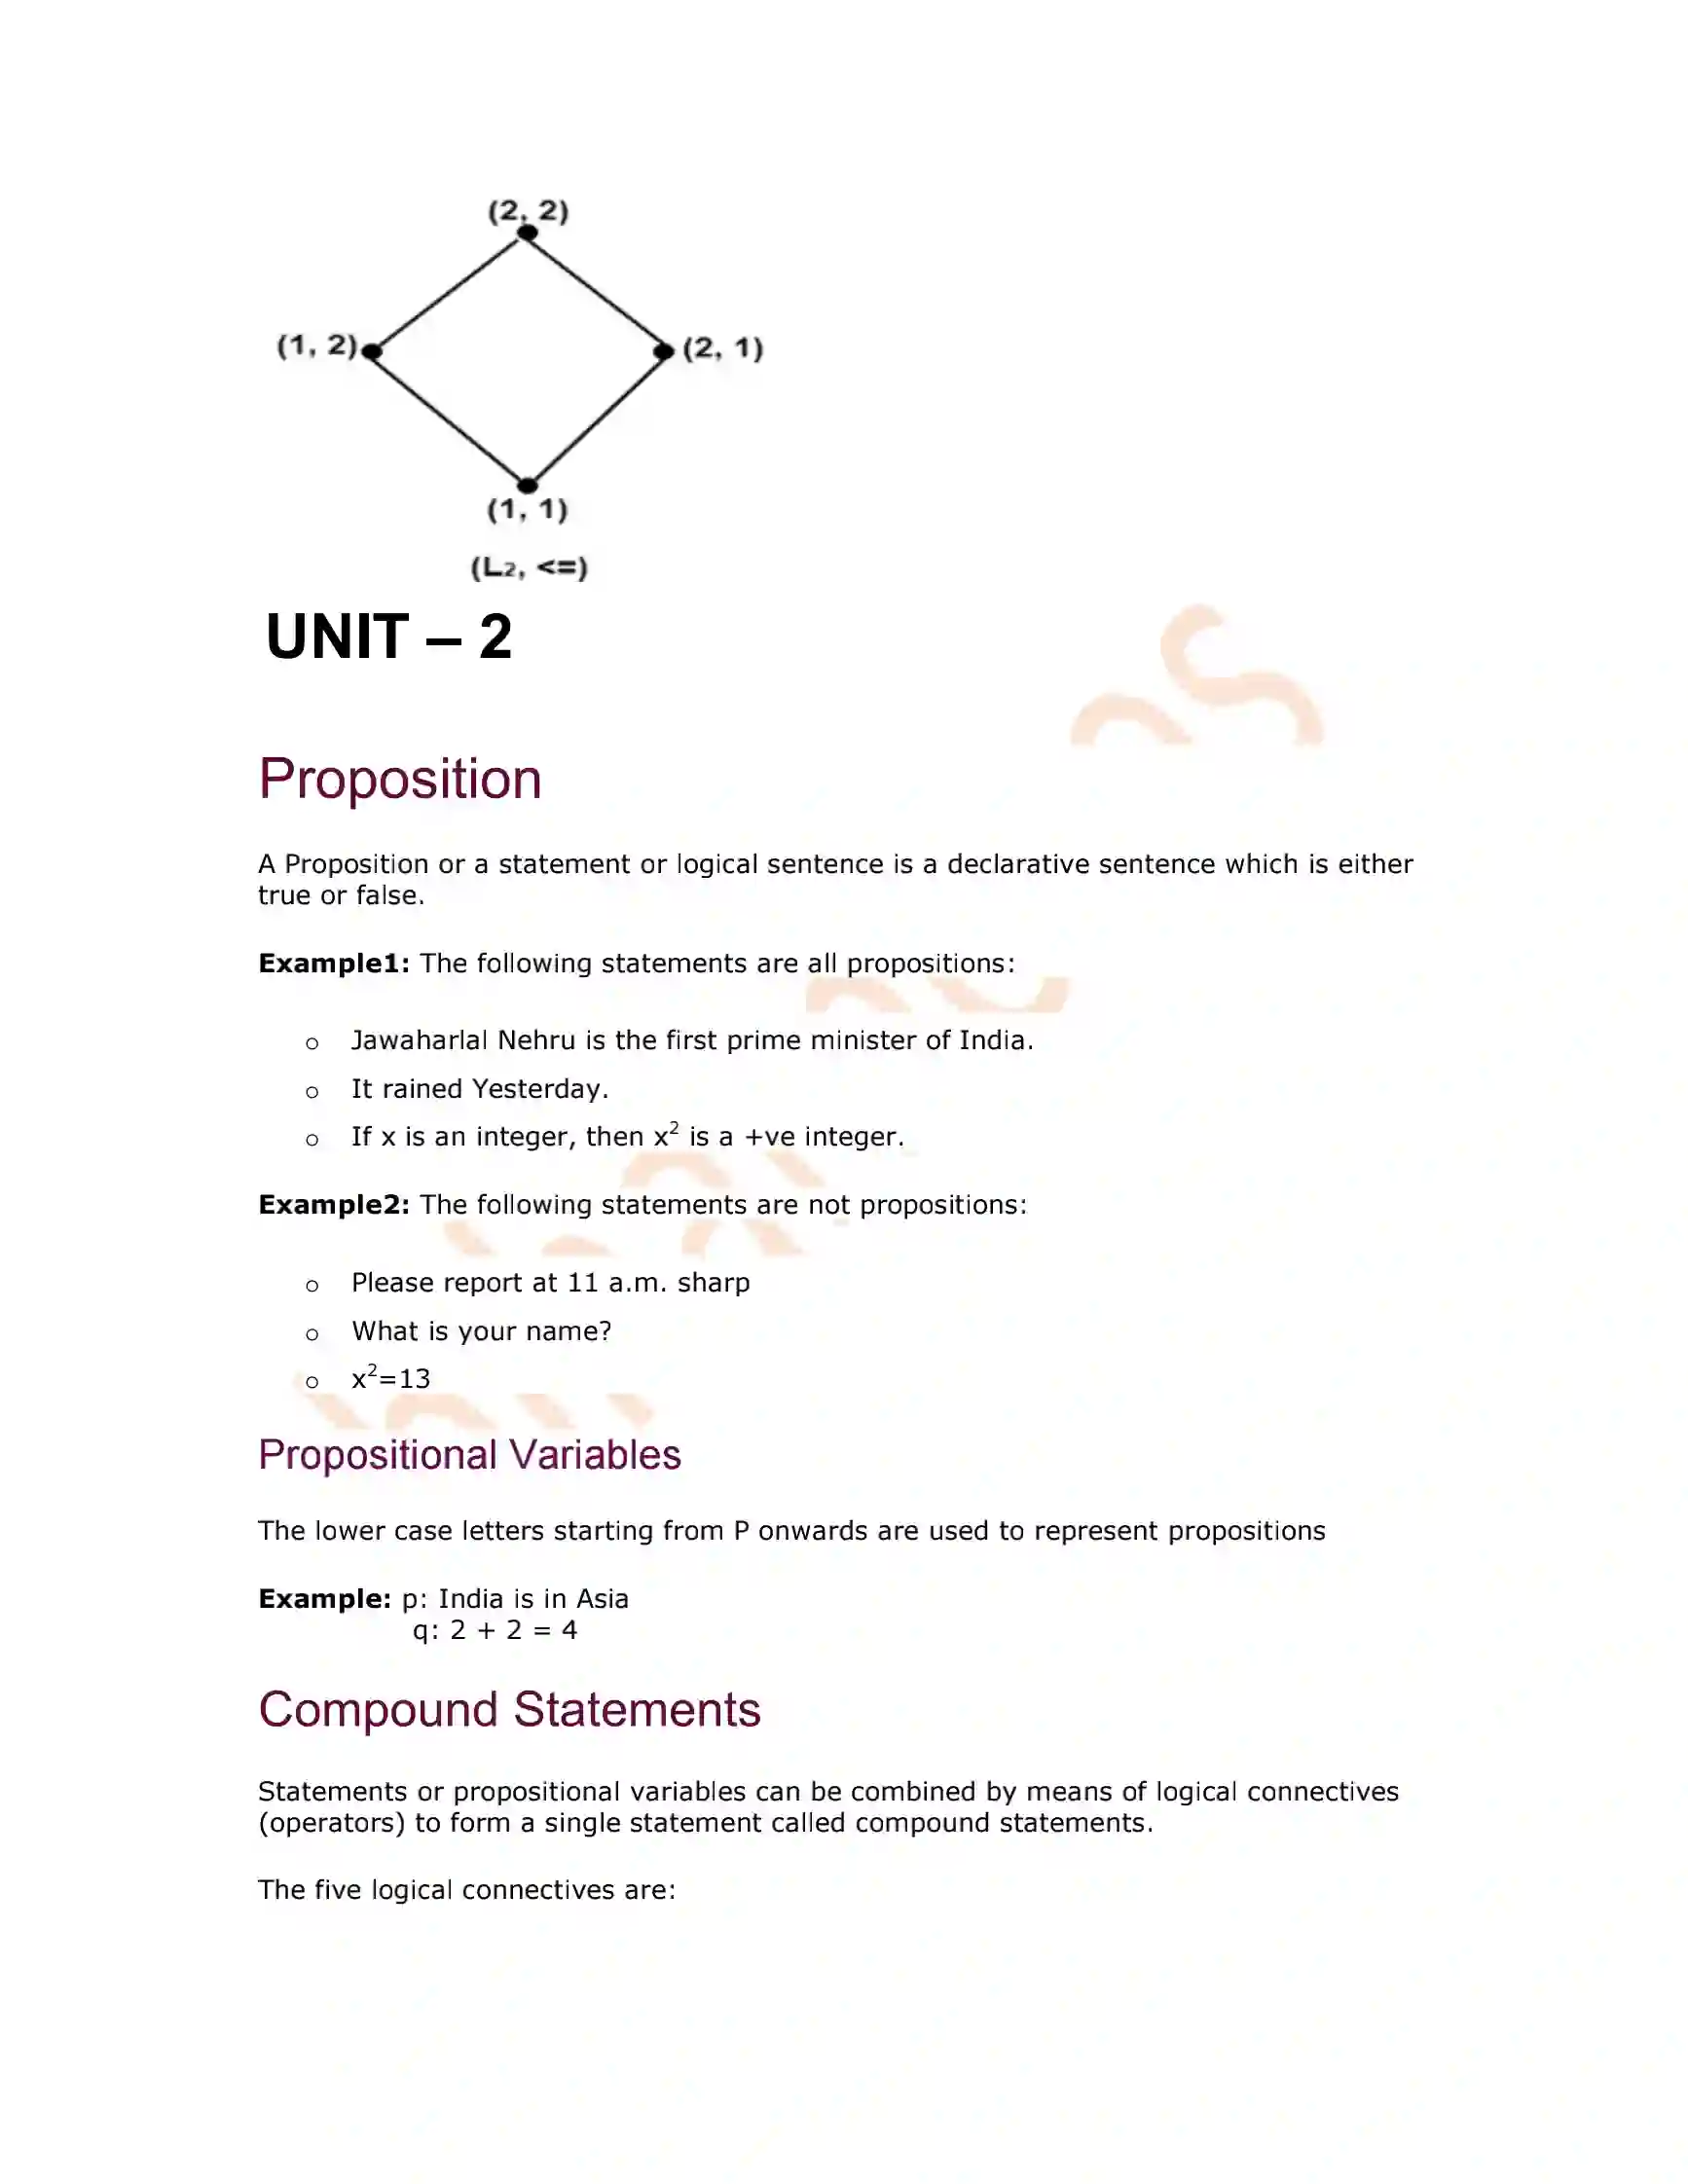 (2, 2)
(1, 2)
(2, 1)
(1, 1)
(L2, <=)
UNIT – 2
Proposition
A Proposition or a statement or logical sentence is a declarative sentence which is either
true or false.
Example1: The following statements are all propositions:
o Jawaharlal Nehru is the first prime minister of India.
o It rained Yesterday.
o If x is an integer, then x² is a +ve integer.
Example2: The following statements are not propositions:
o Please report at 11 a.m. sharp
o What is your name?
o x²=13
Propositional Variables
The lower case letters starting from P onwards are used to represent propositions
Example: p: India is in Asia
q: 2 + 2 = 4
Compound Statements
Statements or propositional variables can be combined by means of logical connectives
(operators) to form a single statement called compound statements.
The five logical connectives are: